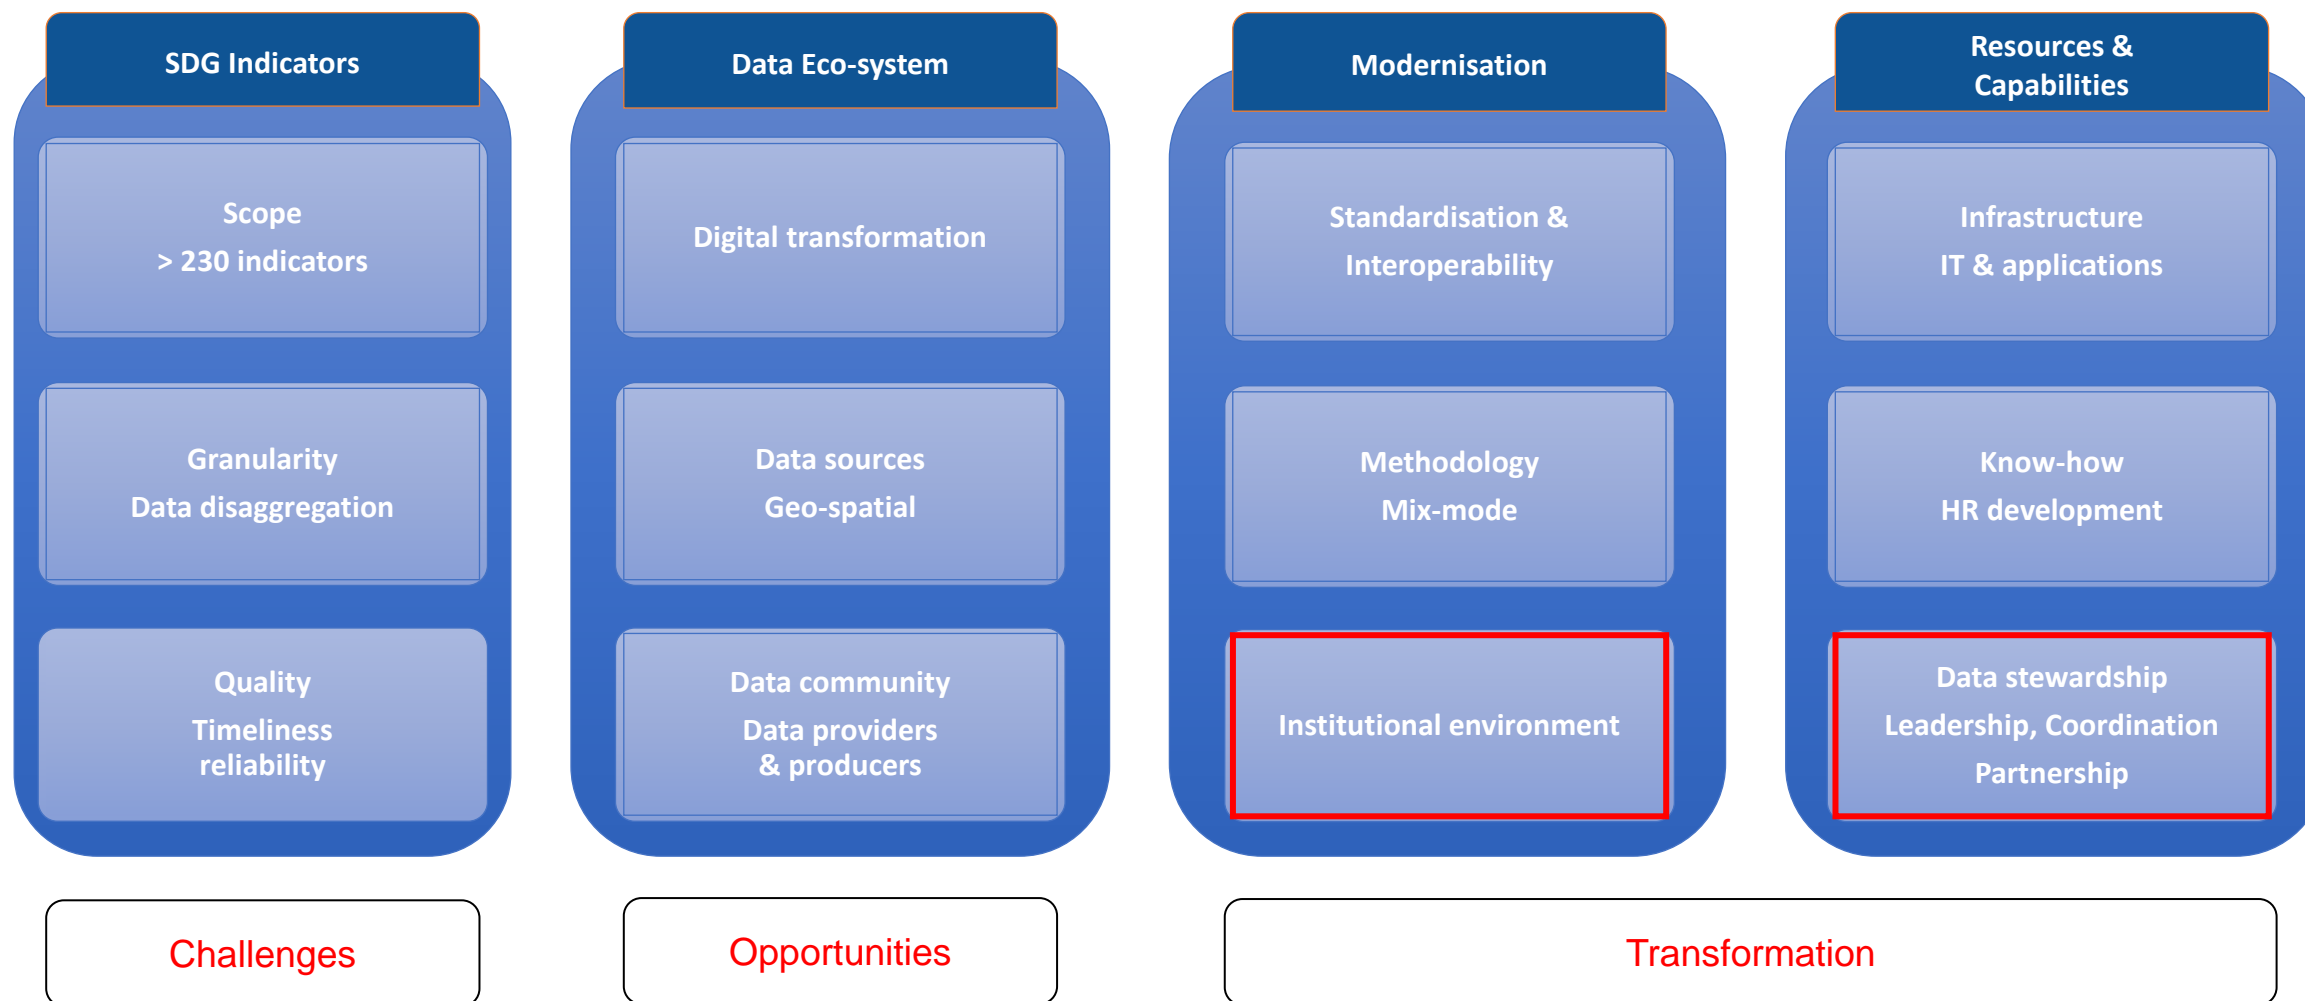 SDG Indicators
Scope
> 230 indicators
Granularity
Data disaggregation
Quality
Timeliness
reliability
Challenges
Data Eco-system
Digital transformation
Data sources
Geo-spatial
Data community
Data providers
& producers
Opportunities
Modernisation
Standardisation &
Interoperability
Methodology
Mix-mode
Institutional environment
Resources &
Capabilities
Infrastructure
IT & applications
Know-how
HR development
Data stewardship
Leadership, Coordination
Partnership
Transformation